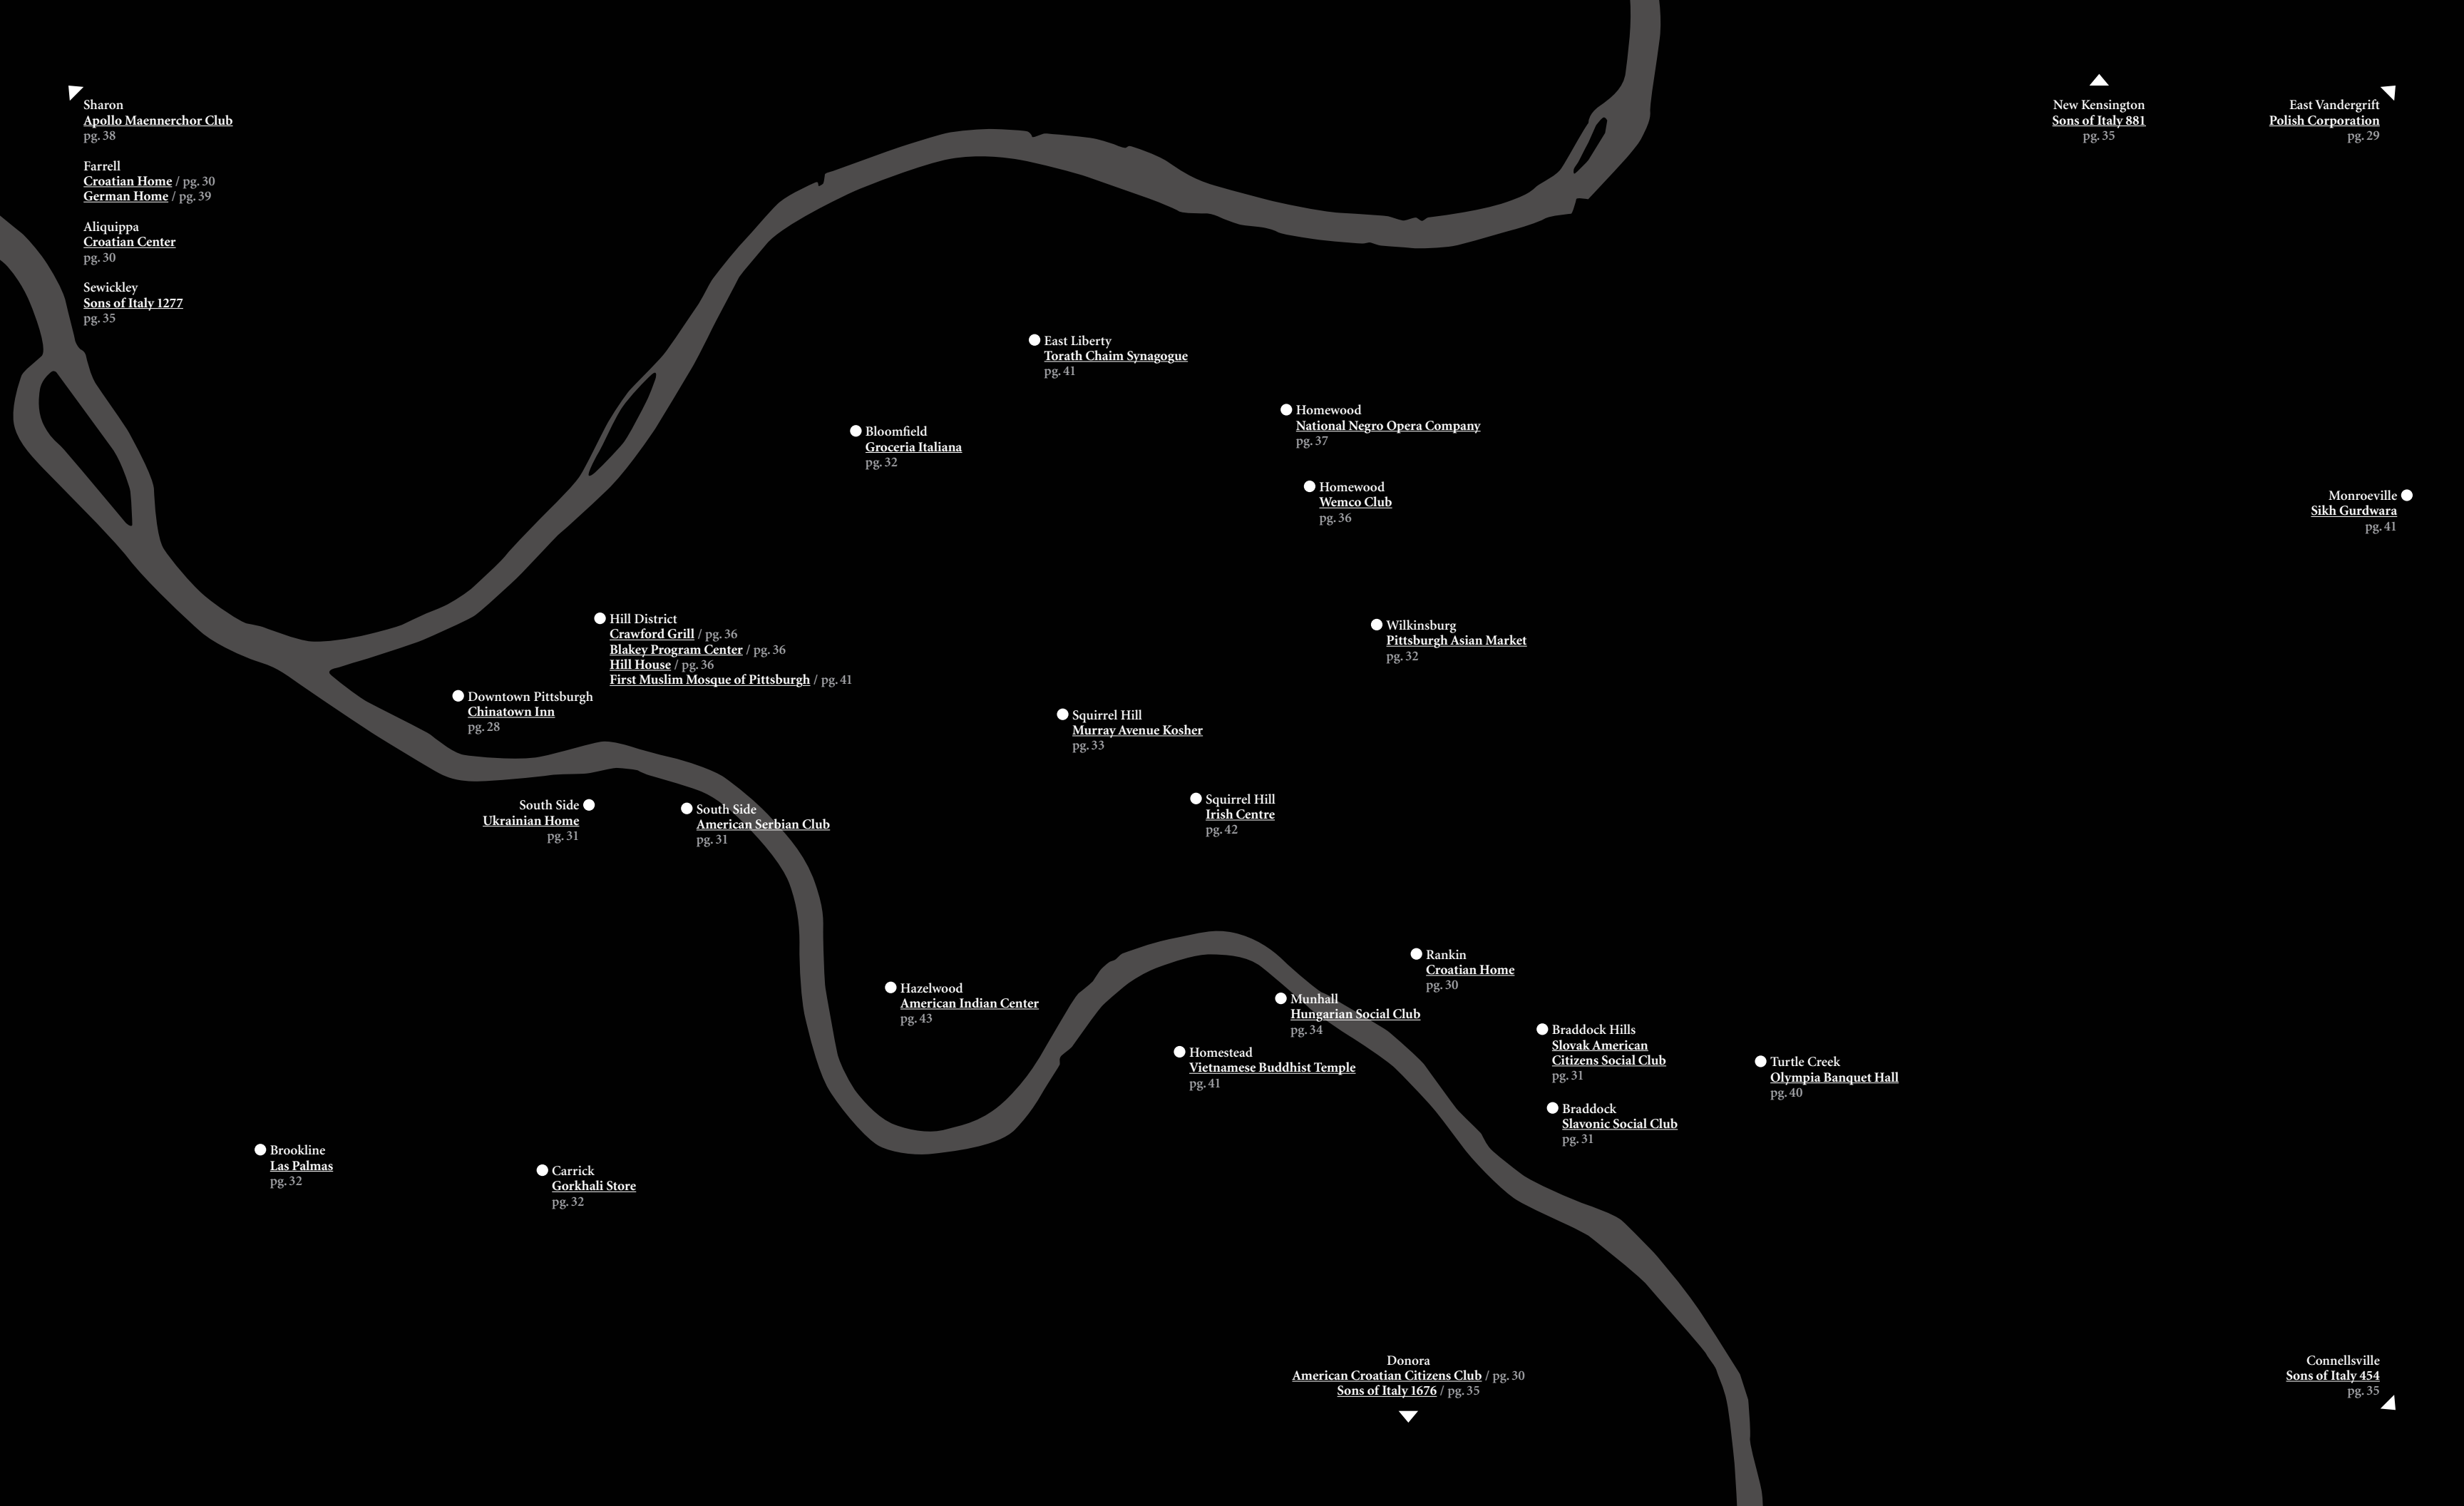 Sharon
Apollo Maennerchor Club
pg. 38
Farrell
Croatian Home / pg. 30
German Home / pg. 39
Aliquippa
Croatian Center
pg. 30
Sewickley
Sons of Italy 1277
pg. 35
New Kensington
Sons of Italy 881
pg. 35
East Vandergrift
Polish Corporation
pg. 29
East Liberty
Torath Chaim Synagogue
pg. 41
Bloomfield
Groceria Italiana
pg. 32
Homewood
National Negro Opera Company
pg. 37
Homewood
Wemco Club
pg. 36
Monroeville
Sikh Gurdwara
pg. 41
Hill District
Crawford Grill / pg. 36
Blakey Program Center / pg. 36
Hill House / pg. 36
First Muslim Mosque of Pittsburgh / pg. 41
Wilkinsburg
Pittsburgh Asian Market
pg. 32
Downtown Pittsburgh
Chinatown Inn
pg. 28
Squirrel Hill
Murray Avenue Kosher
pg. 33
South Side
Ukrainian Home
pg. 31
South Side
American Serbian Club
pg. 31
Squirrel Hill
Irish Centre
pg. 42
Hazelwood
American Indian Center
pg. 43
Rankin
Croatian Home
pg. 30
Munhall
Hungarian Social Club
pg. 34
Homestead
Vietnamese Buddhist Temple
pg. 41
Braddock Hills
Slovak American
Citizens Social Club
pg. 31
Turtle Creek
Olympia Banquet Hall
pg. 40
Braddock
Slavonic Social Club
pg. 31
Brookline
Las Palmas
pg. 32
Carrick
Gorkhali Store
pg. 32
Donora
American Croatian Citizens Club / pg. 30
Sons of Italy 1676 / pg. 35
Connellsville
Sons of Italy 454
pg. 35